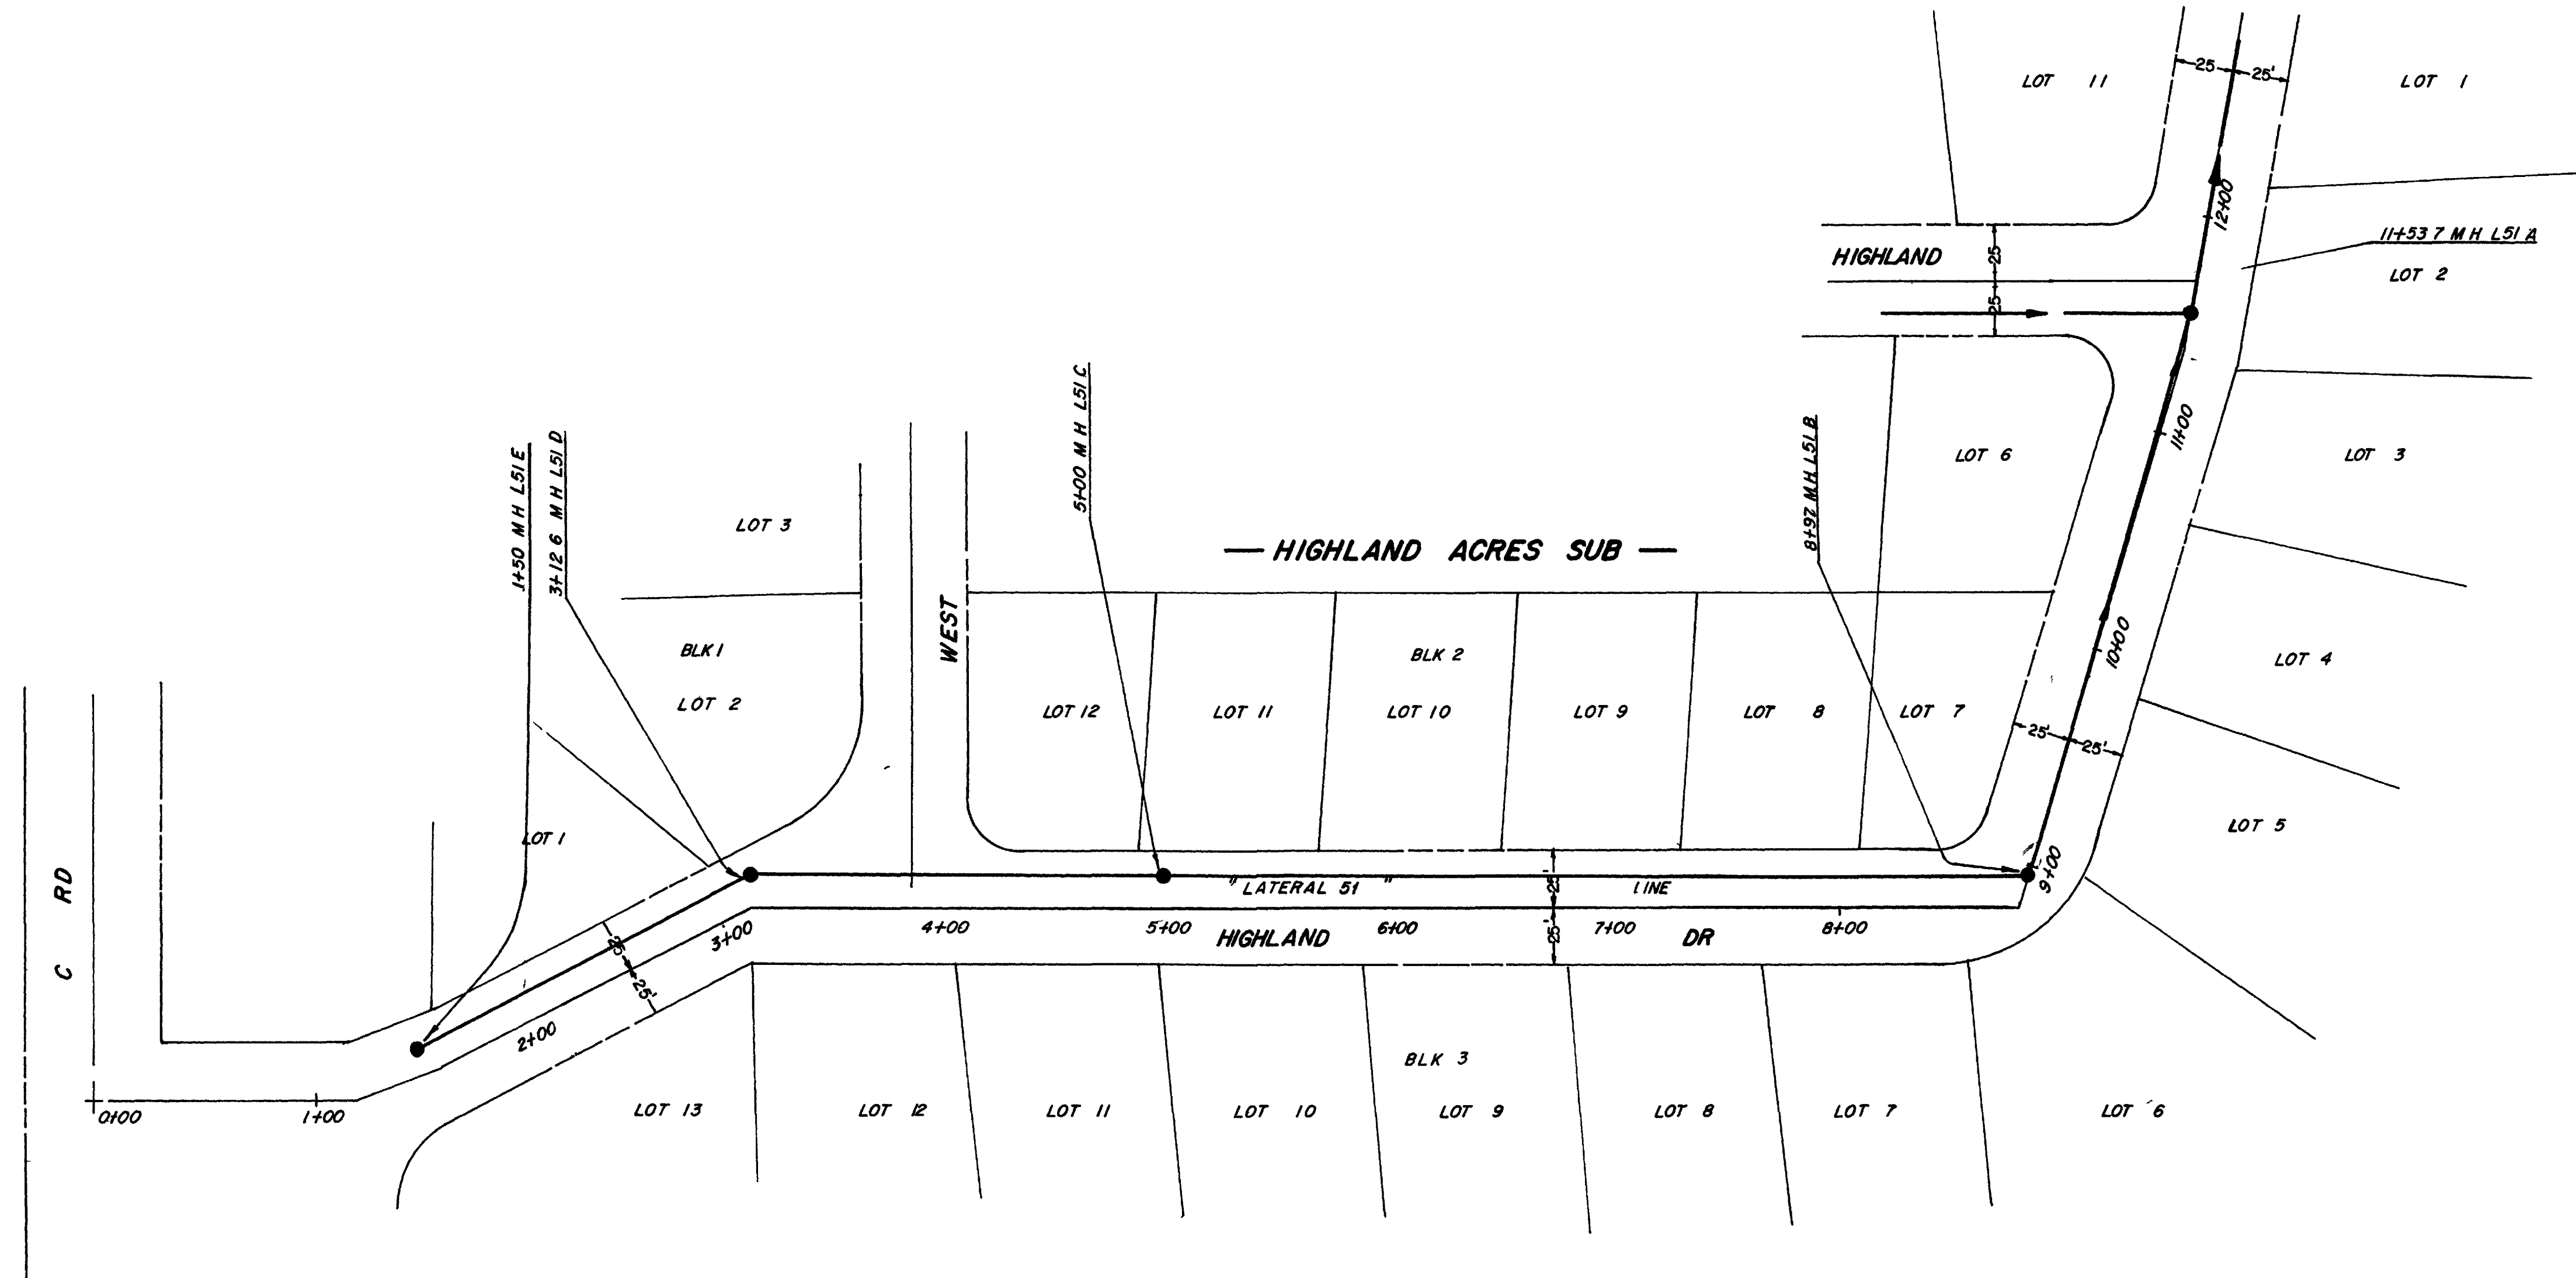 LOT 11
25
25'
LOT 1
12+00
11+53 7 M H L51 A
HIGHLAND
25
25
LOT 2
11+00
LOT 6
LOT 3
1+50 M H L51 E
3+12 6 M H L51 D
5+00 M H L51 C
8+92 M H L51 B
LOT 3
— HIGHLAND ACRES SUB —
WEST
BLK 1
BLK 2
10+00
LOT 4
LOT 2
LOT 12
LOT 11
LOT 10
LOT 9
LOT 8
LOT 7
25'
25'
LOT 1
LOT 5
C RD
" LATERAL 51 " LINE
25'
9+00
3+00
4+00
5+00
6+00
7+00
8+00
HIGHLAND DR
25'
25'
25'
2+00
BLK 3
0+00
1+00
LOT 13
LOT 12
LOT 11
LOT 10
LOT 9
LOT 8
LOT 7
LOT 6